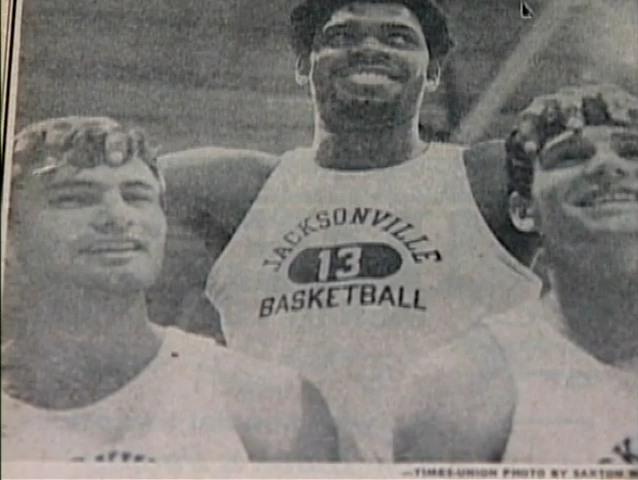 JACKSONVILLE
13
BASKETBALL
—TIMES-UNION PHOTO BY SAXTON